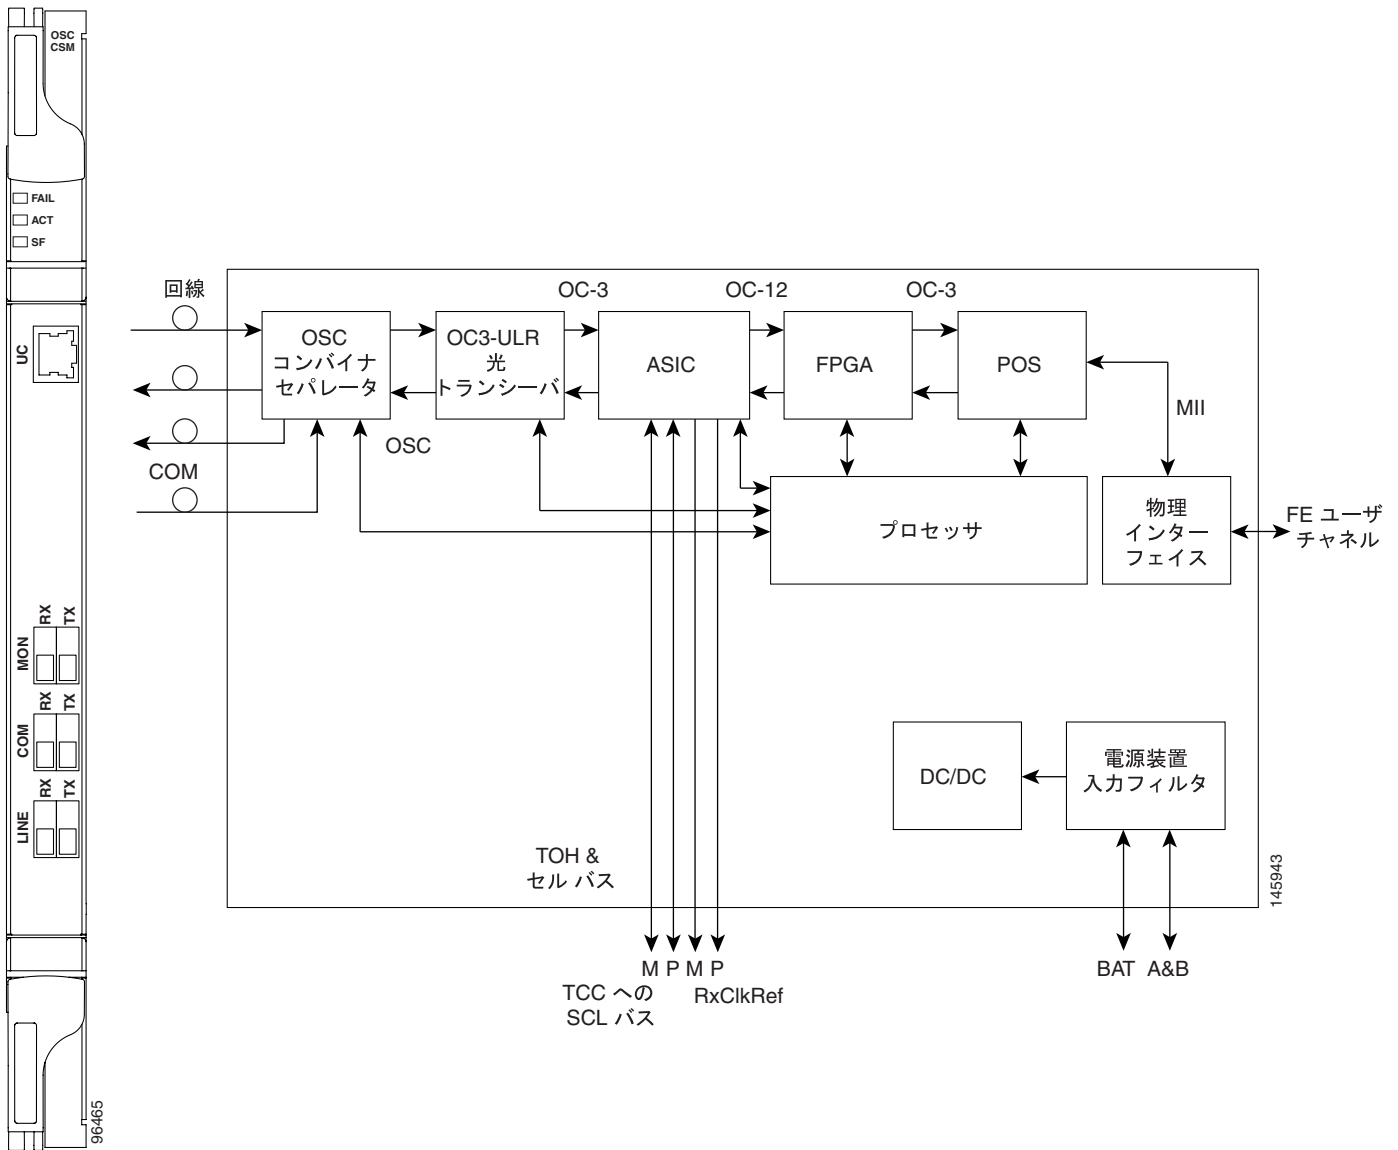 OSC
CSM
FAIL
ACT
SF
UC
RX
TX
MON
RX
TX
COM
RX
TX
LINE
96465
回線
COM
OC-3
OC-12
OC-3
OSC
コンバイナ
セパレータ
OC3-ULR
光
トランシーバ
ASIC
FPGA
POS
OSC
MII
プロセッサ
物理
インター
フェイス
FE ユーザ
チャネル
DC/DC
電源装置
入力フィルタ
TOH &
セル バス
145943
M P M P
TCC への
SCL バス
RxClkRef
BAT A&B